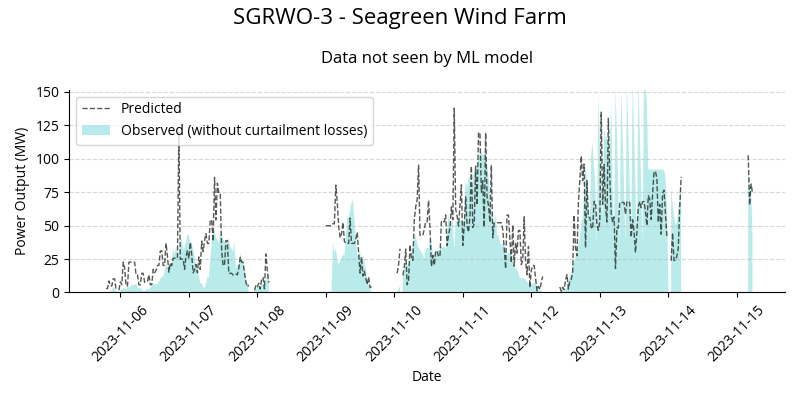 SGRWO-3 - Seagreen Wind Farm
Data not seen by ML model
Predicted
Observed (without curtailment losses)
Power Output (MW)
150
125
100
75
50
25
0
2023-11-06
2023-11-07
2023-11-08
2023-11-09
2023-11-10
2023-11-11
2023-11-12
2023-11-13
2023-11-14
2023-11-15
Date